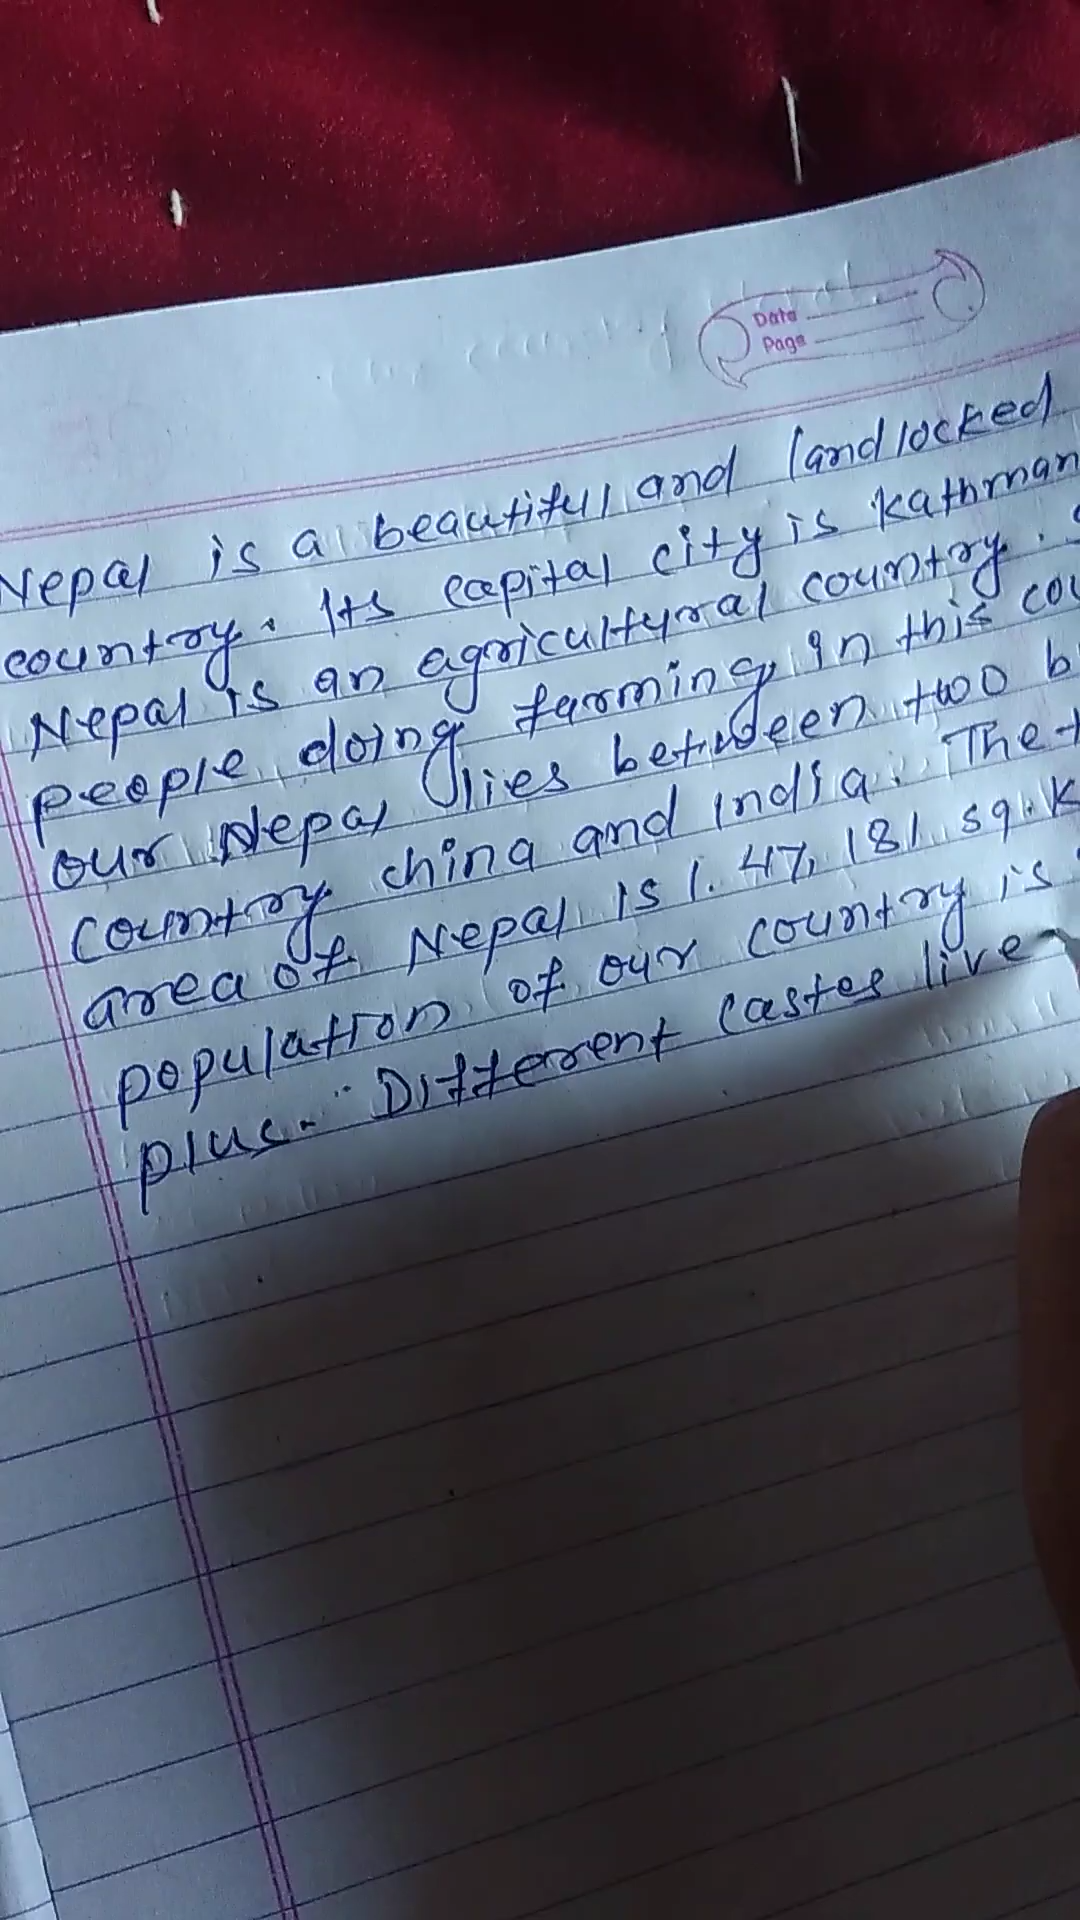 Date
Page
Nepal is a beautiful and landlocked
country. Its capital city is kathman
Nepal is an agricultural country. S
people doing farming in this cou
our Nepal lies between two b
country china and India. The t
area of Nepal is 1. 47, 181 sq. K
population of our country is
plus. Different castes live